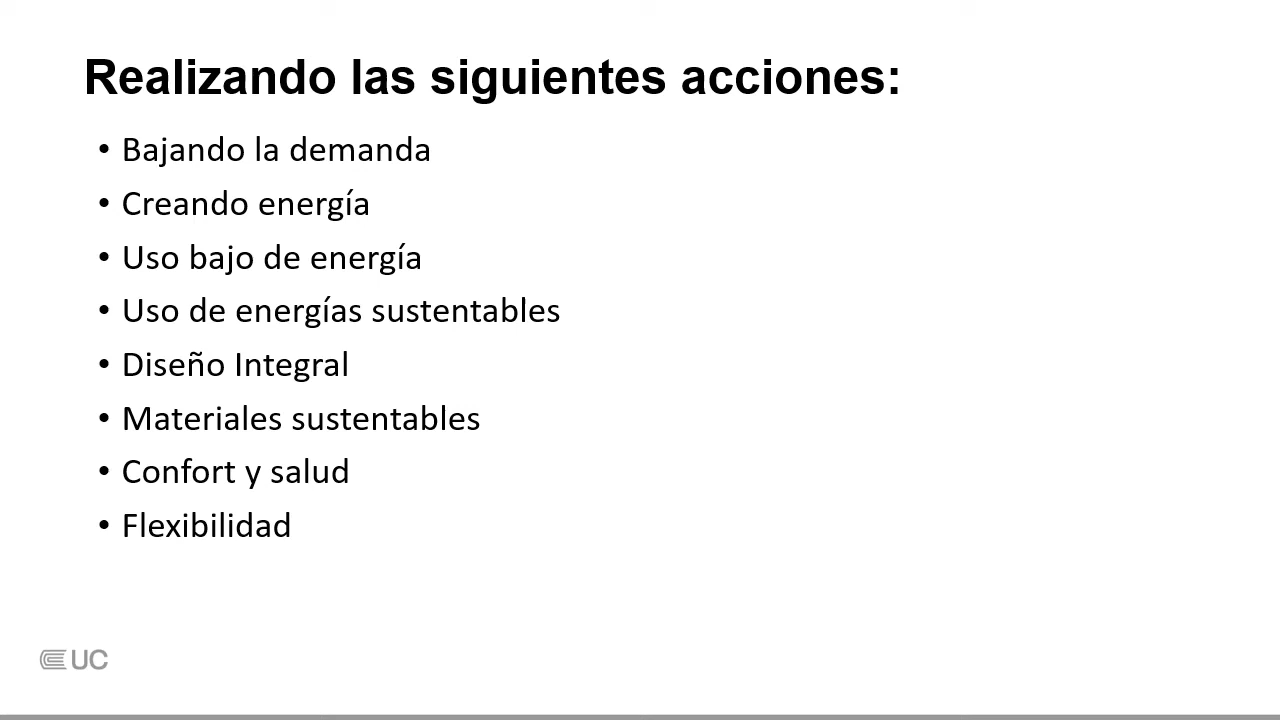 Realizando las siguientes acciones:
• Bajando la demanda
• Creando energía
• Uso bajo de energía
• Uso de energías sustentables
• Diseño Integral
• Materiales sustentables
• Confort y salud
• Flexibilidad
UC